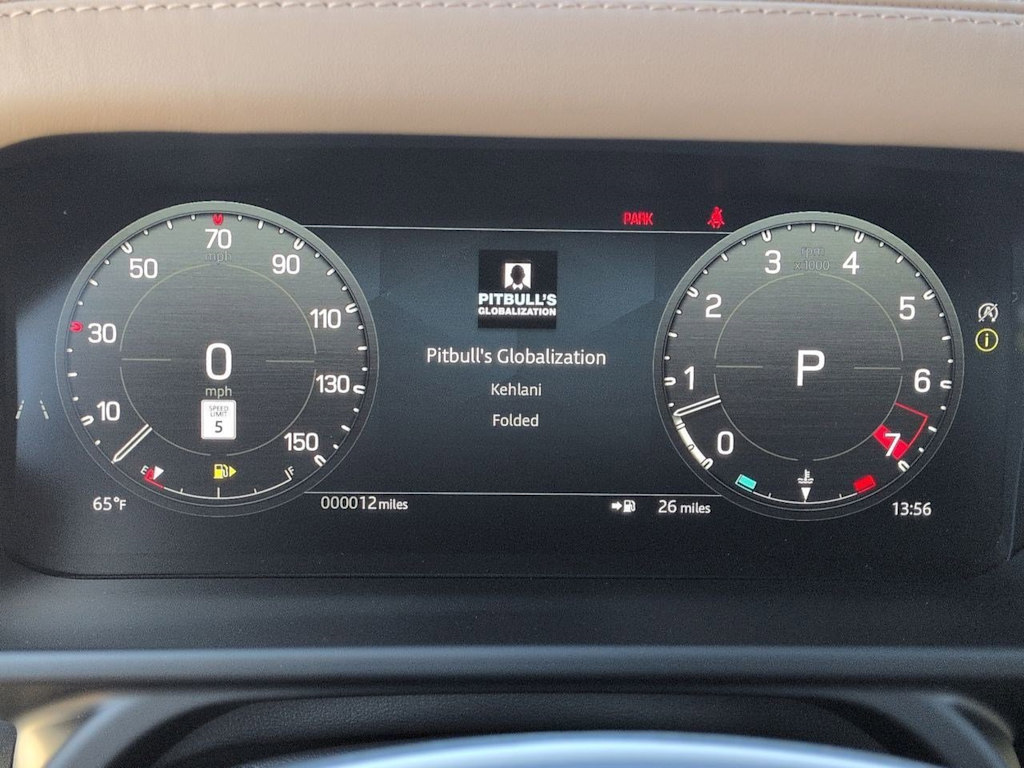 PARK
70
mph
50
90
30
110
10
130
150
0
mph
SPEED
LIMIT
5
E
F
PITBULL'S
GLOBALIZATION
Pitbull's Globalization
Kehlani
Folded
3
4
rpm
x1000
2
5
1
6
0
7
P
65°F
000012 miles
26 miles
13:56